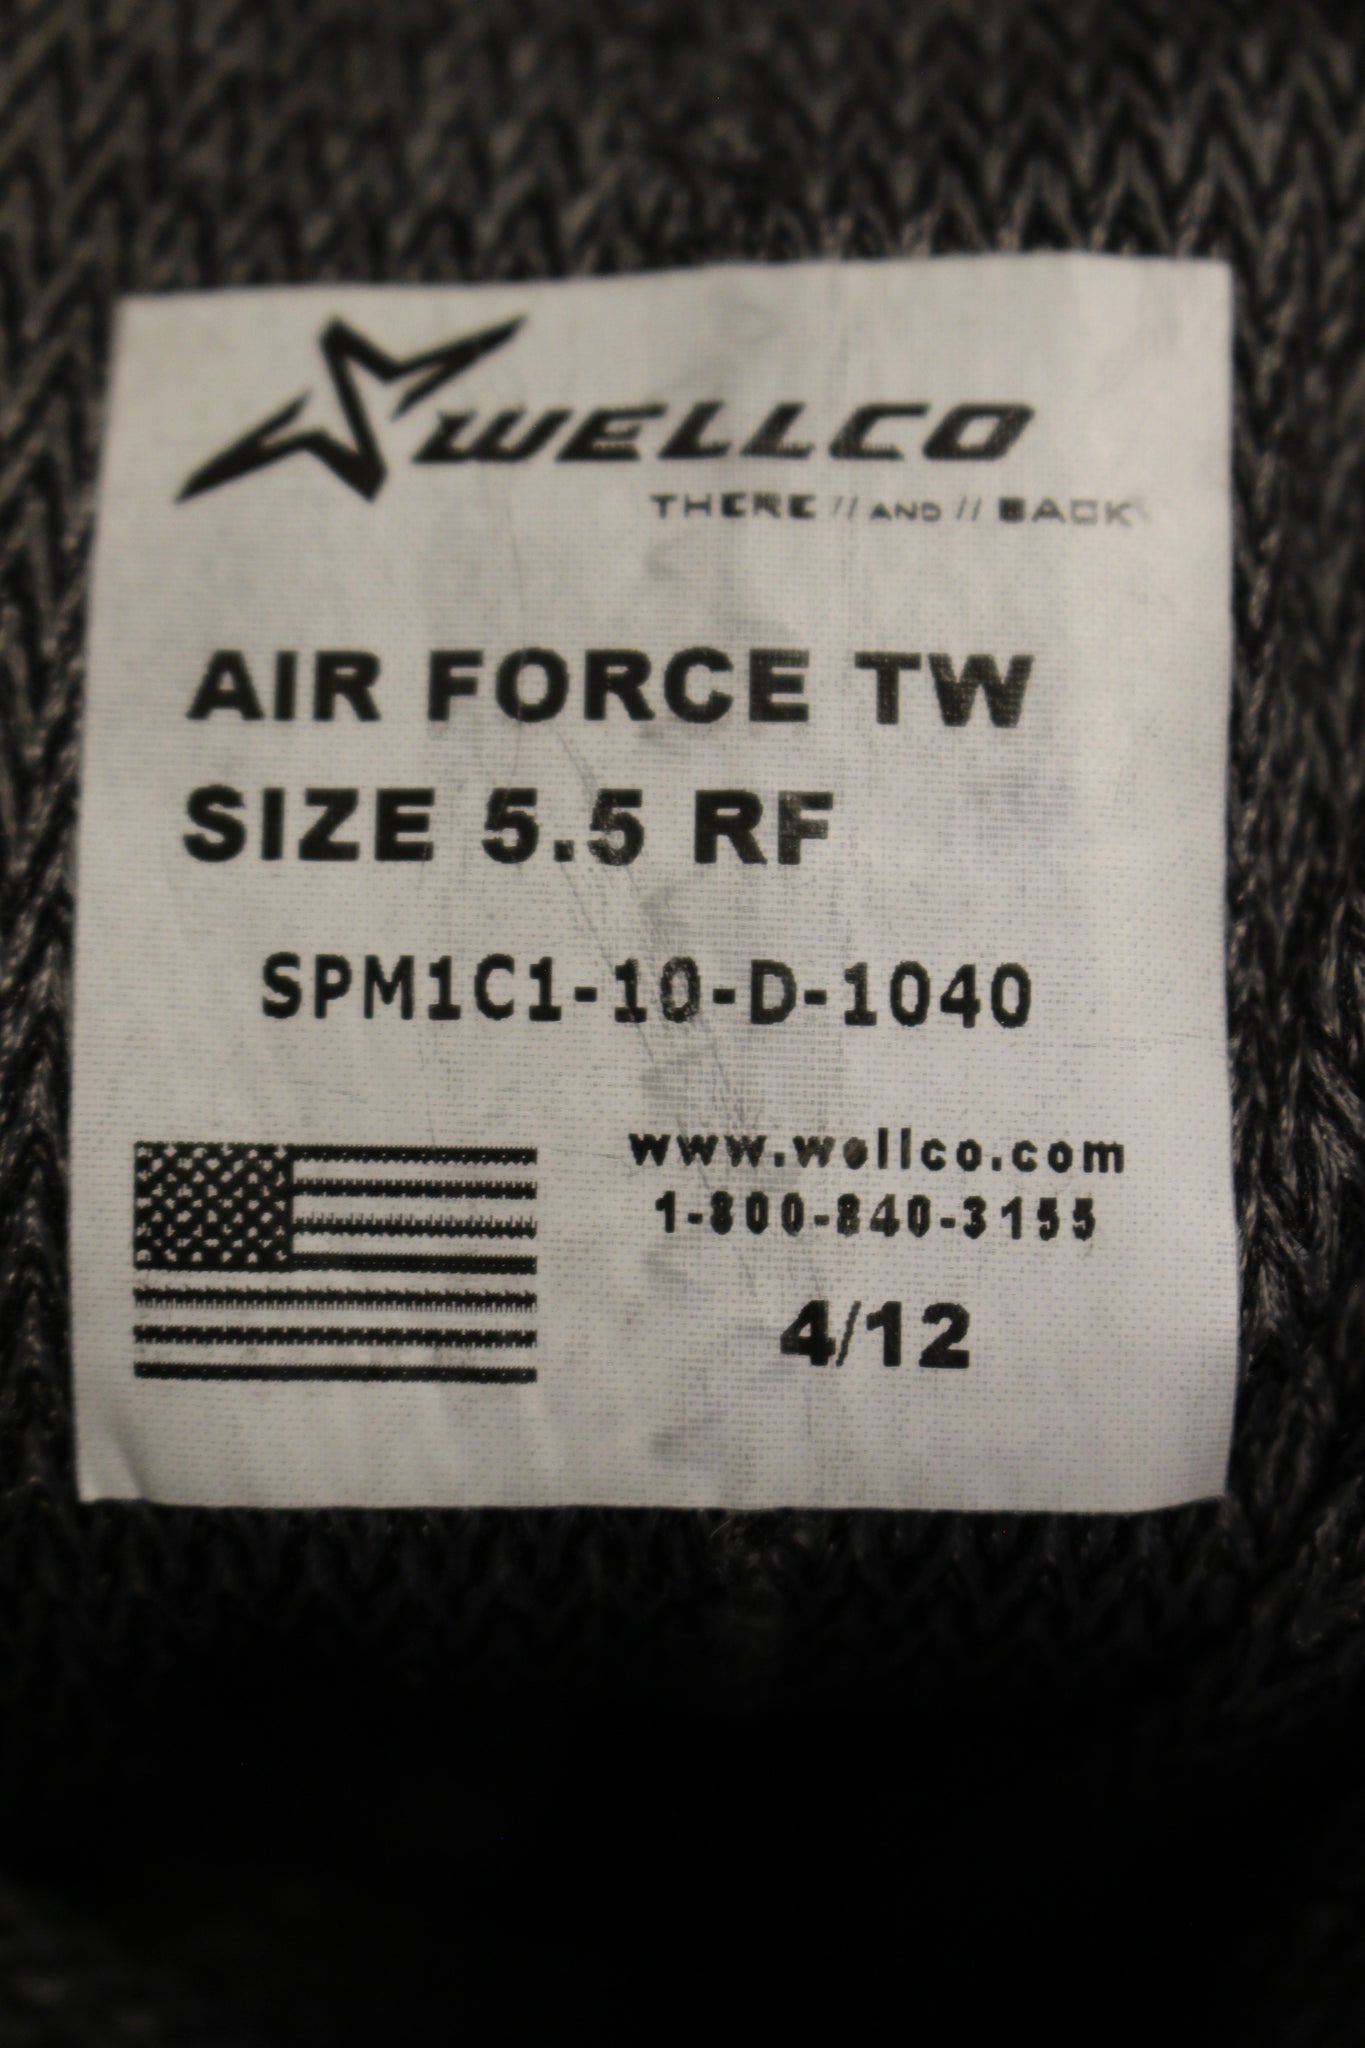 WELLCO
THERE // AND // BACK
AIR FORCE TW
SIZE 5.5 RF
SPM1C1-10-D-1040
www.wellco.com
1-800-840-3155
4/12